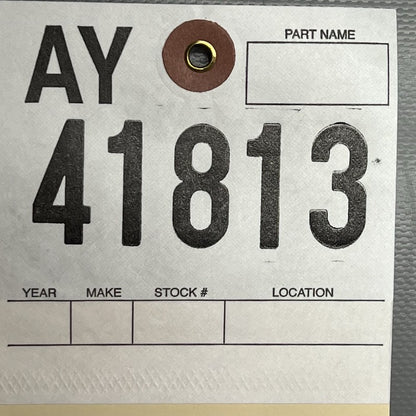 AY
PART NAME
41813
YEAR MAKE STOCK # LOCATION